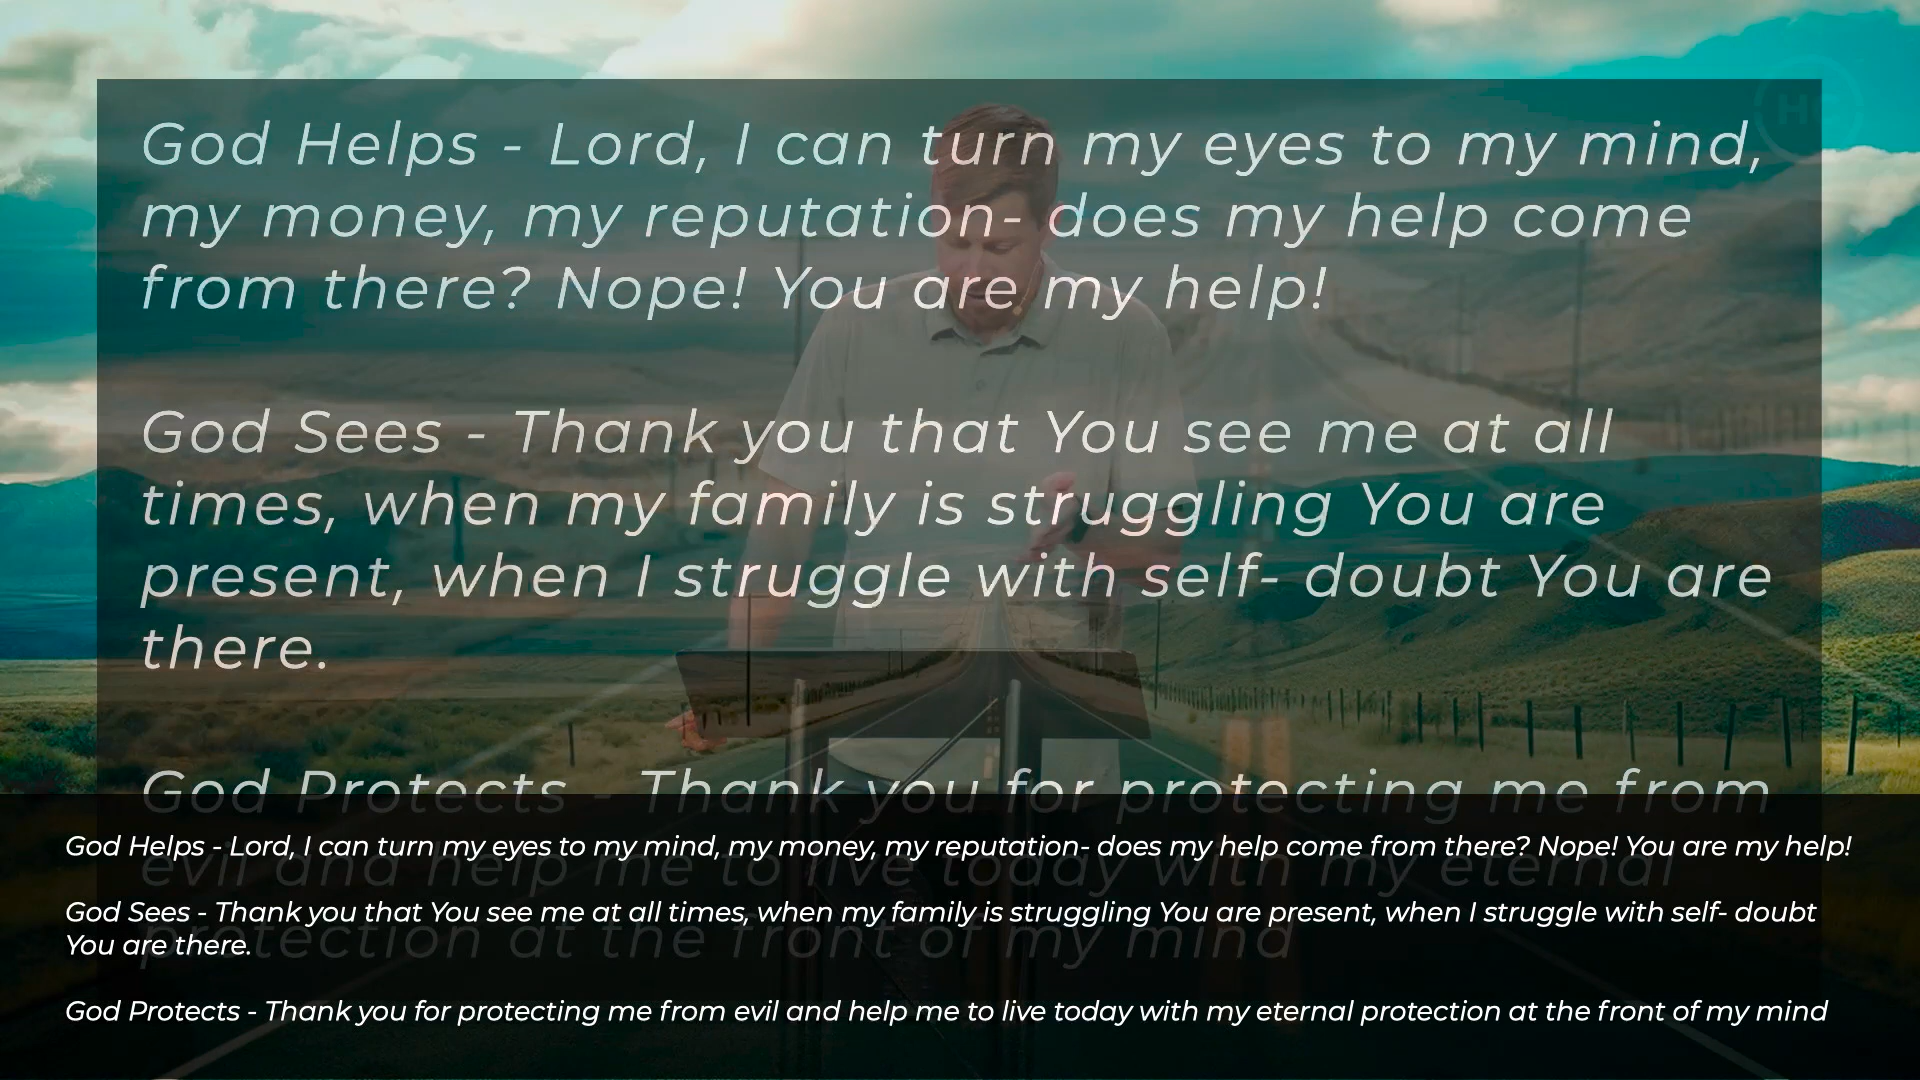 God Helps - Lord, I can turn my eyes to my mind,
my money, my reputation- does my help come
from there? Nope! You are my help!
God Sees - Thank you that You see me at all
times, when my family is struggling You are
present, when I struggle with self- doubt You are
there.
God Protects - Thank you for protecting me from
evil and help me to live today with my eternal
protection at the front of my mind
God Helps - Lord, I can turn my eyes to my mind, my money, my reputation- does my help come from there? Nope! You are my help!
God Sees - Thank you that You see me at all times, when my family is struggling You are present, when I struggle with self- doubt
You are there.
God Protects - Thank you for protecting me from evil and help me to live today with my eternal protection at the front of my mind